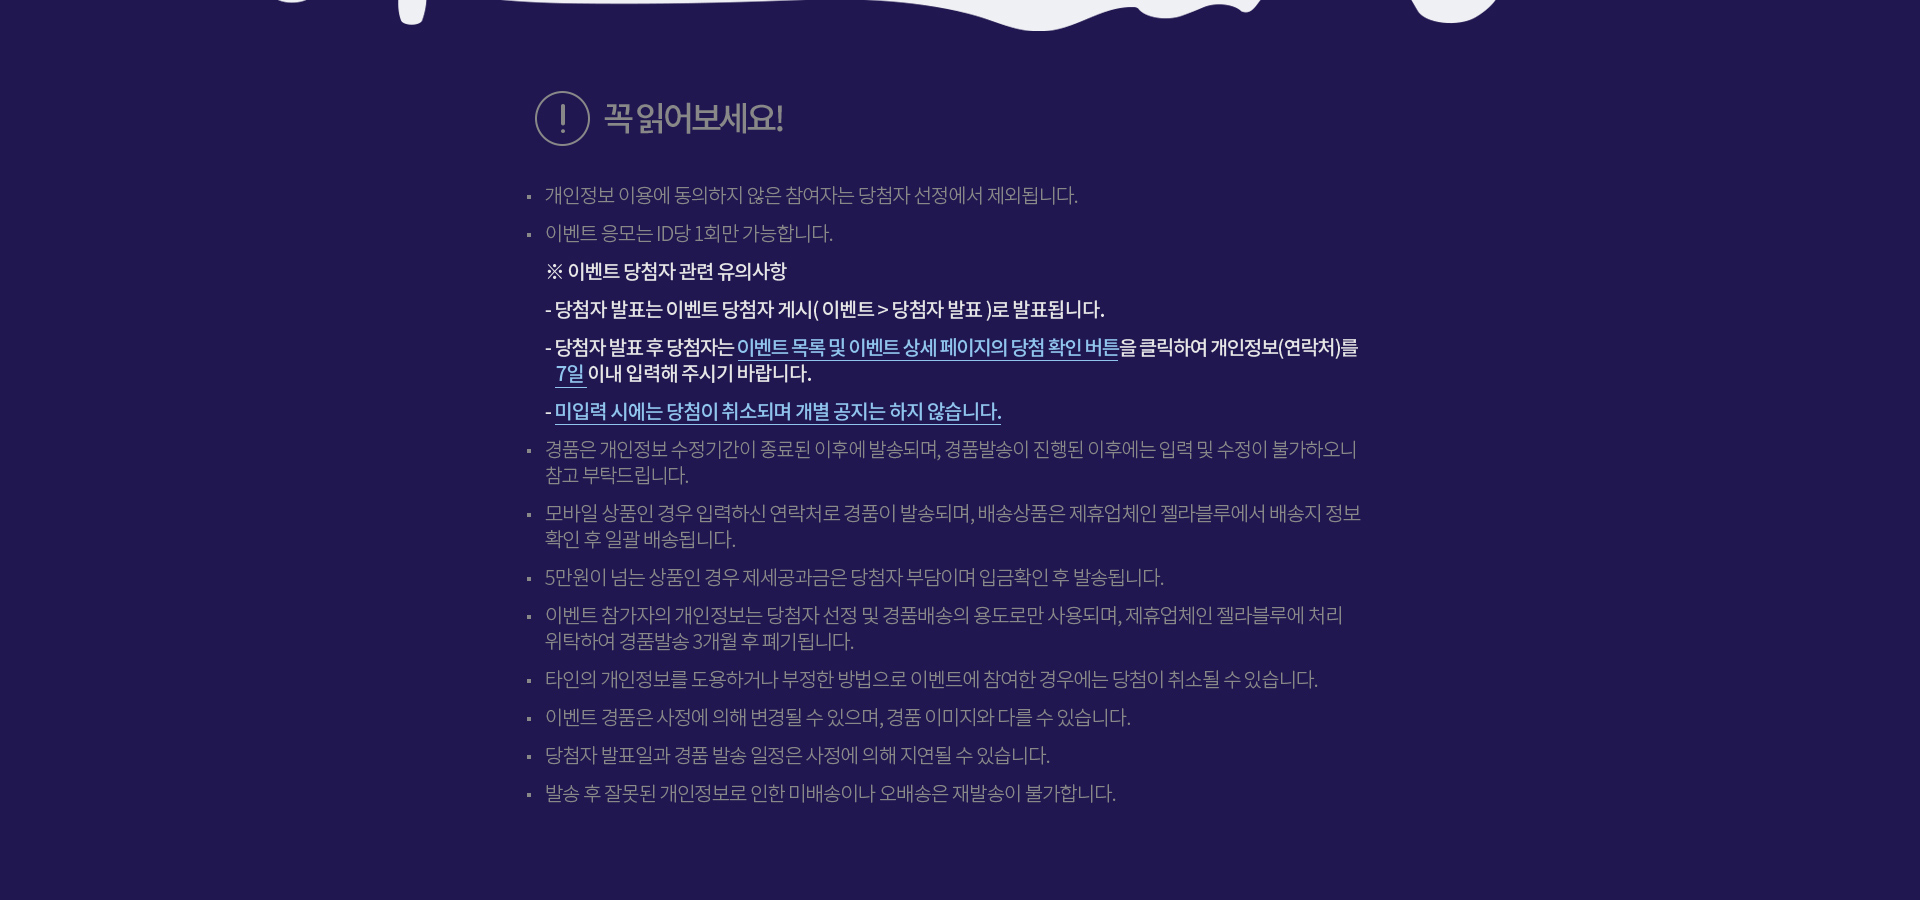 꼭 읽어보세요!
개인정보 이용에 동의하지 않은 참여자는 당첨자 선정에서 제외됩니다.
이벤트 응모는 ID당 1회만 가능합니다.
※ 이벤트 당첨자 관련 유의사항
- 당첨자 발표는 이벤트 당첨자 게시( 이벤트 > 당첨자 발표 )로 발표됩니다.
- 당첨자 발표 후 당첨자는 이벤트 목록 및 이벤트 상세 페이지의 당첨 확인 버튼을 클릭하여 개인정보(연락처)를
7일 이내 입력해 주시기 바랍니다.
- 미입력 시에는 당첨이 취소되며 개별 공지는 하지 않습니다.
경품은 개인정보 수정기간이 종료된 이후에 발송되며, 경품발송이 진행된 이후에는 입력 및 수정이 불가하오니
참고 부탁드립니다.
모바일 상품인 경우 입력하신 연락처로 경품이 발송되며, 배송상품은 제휴업체인 젤라블루에서 배송지 정보
확인 후 일괄 배송됩니다.
5만원이 넘는 상품인 경우 제세공과금은 당첨자 부담이며 입금확인 후 발송됩니다.
이벤트 참가자의 개인정보는 당첨자 선정 및 경품배송의 용도로만 사용되며, 제휴업체인 젤라블루에 처리
위탁하여 경품발송 3개월 후 폐기됩니다.
타인의 개인정보를 도용하거나 부정한 방법으로 이벤트에 참여한 경우에는 당첨이 취소될 수 있습니다.
이벤트 경품은 사정에 의해 변경될 수 있으며, 경품 이미지와 다를 수 있습니다.
당첨자 발표일과 경품 발송 일정은 사정에 의해 지연될 수 있습니다.
발송 후 잘못된 개인정보로 인한 미배송이나 오배송은 재발송이 불가합니다.